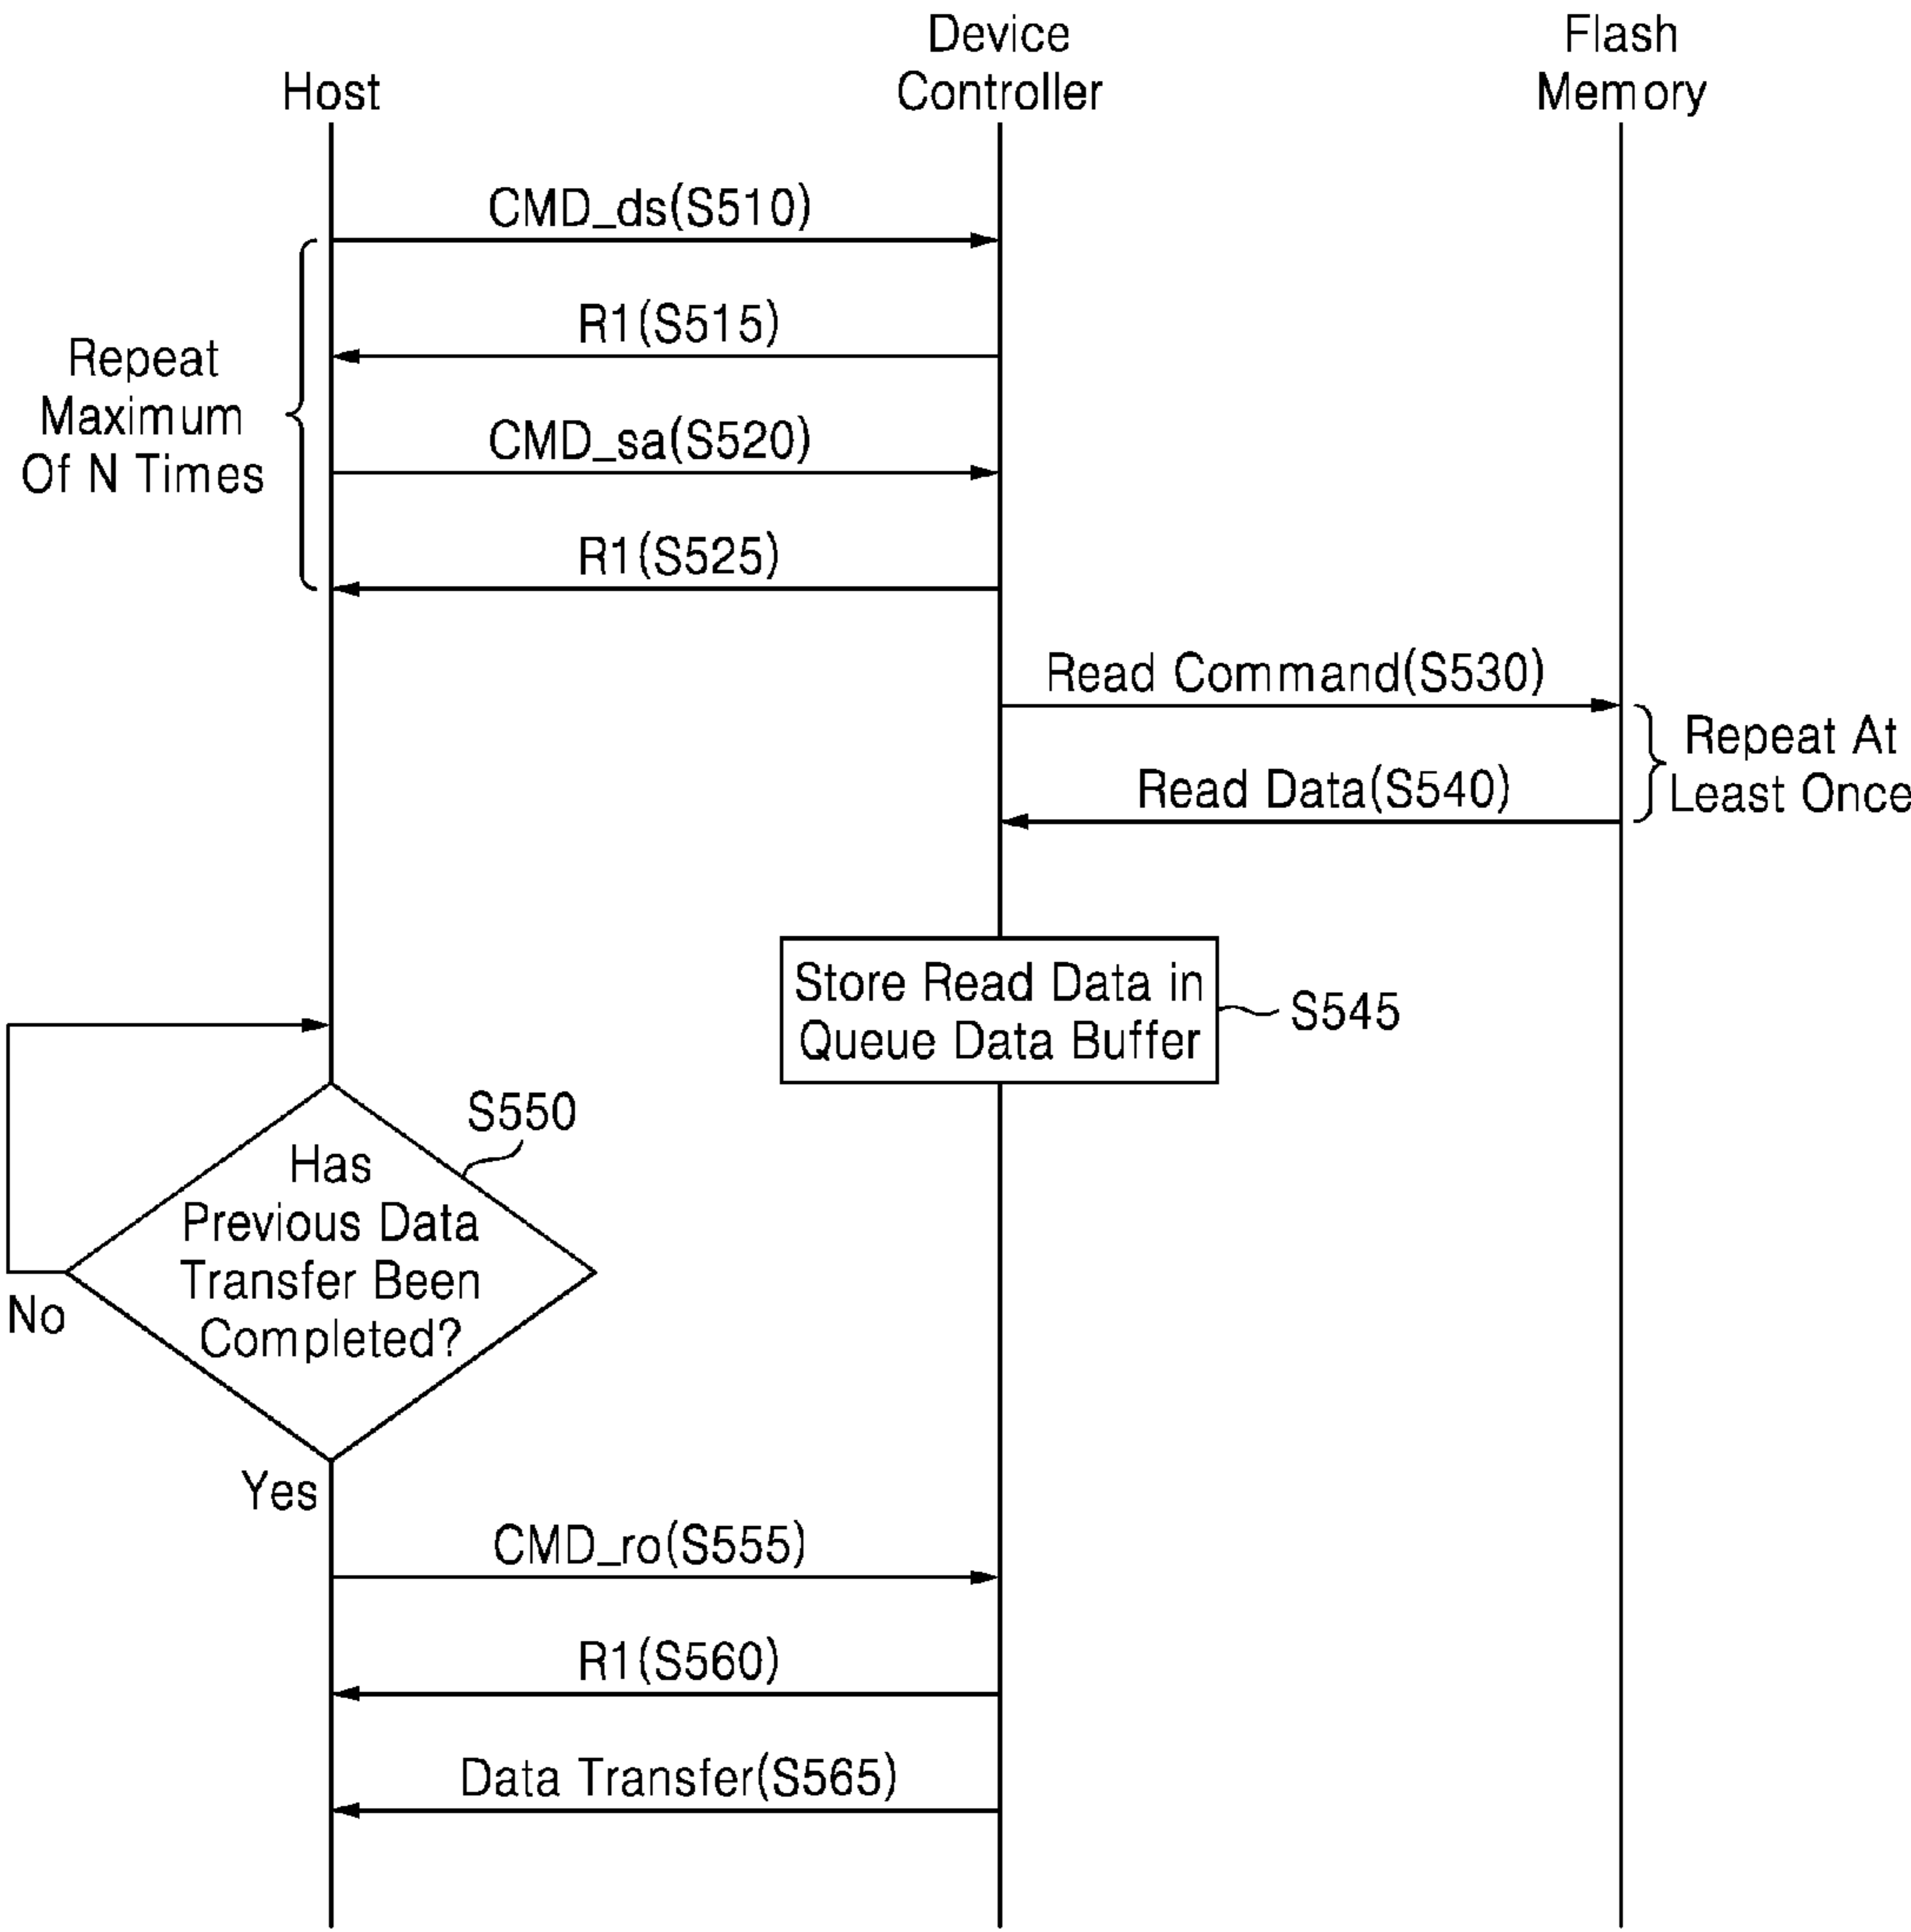 Host
Device
Controller
Flash
Memory
CMD_ds(S510)
R1(S515)
Repeat
Maximum
Of N Times
CMD_sa(S520)
R1(S525)
Read Command(S530)
Repeat At
Least Once
Read Data(S540)
Store Read Data in
Queue Data Buffer
S545
S550
Has
Previous Data
Transfer Been
Completed?
No
Yes
CMD_ro(S555)
R1(S560)
Data Transfer(S565)